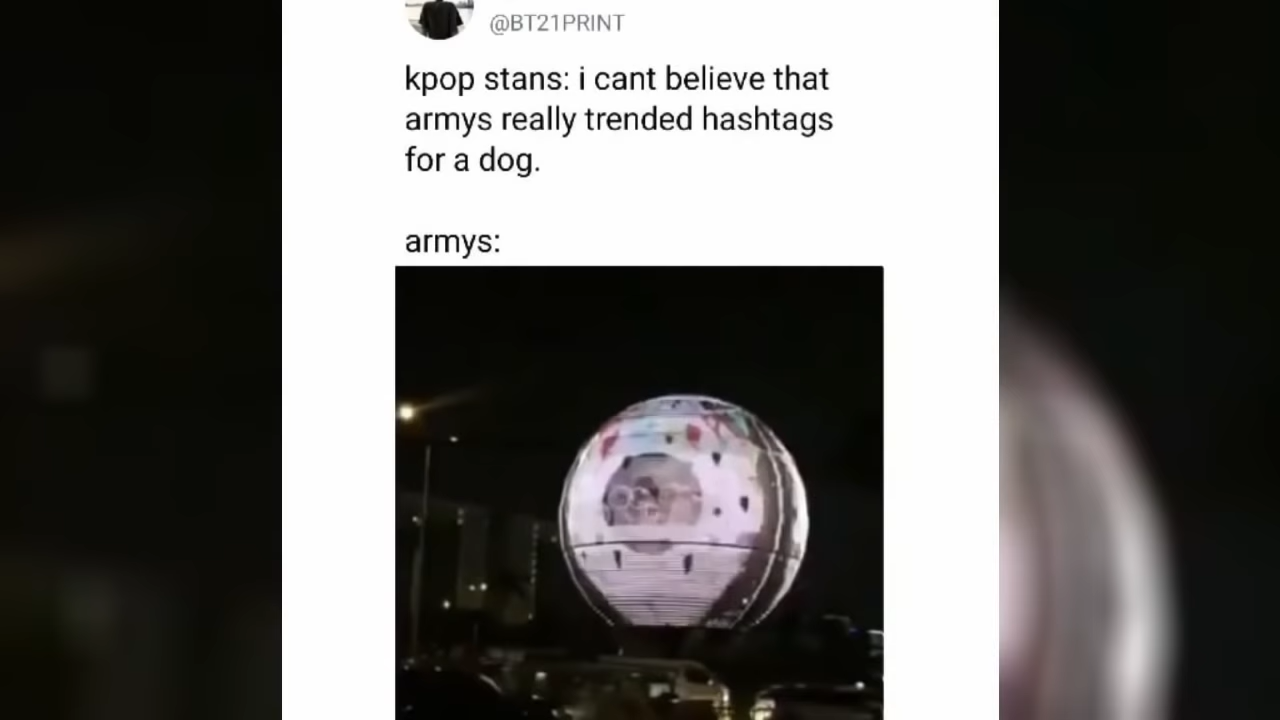 @BT21PRINT
kpop stans: i cant believe that
armys really trended hashtags
for a dog.
armys: